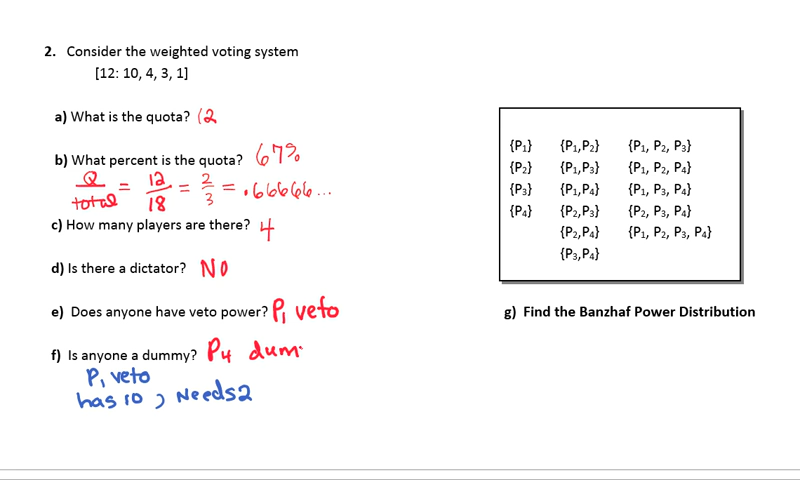 2. Consider the weighted voting system
[12: 10, 4, 3, 1]
a) What is the quota? 12
b) What percent is the quota? 67%
Q/total = 12/18 = 2/3 = .66666...
c) How many players are there? 4
d) Is there a dictator? NO
e) Does anyone have veto power? P₁ veto
f) Is anyone a dummy? P4 dum
P₁ veto
has 10, Needs 2
{P₁} {P₁,P₂} {P₁, P₂, P₃}
{P₂} {P₁,P₃} {P₁, P₂, P₄}
{P₃} {P₁,P₄} {P₁, P₃, P₄}
{P₄} {P₂,P₃} {P₂, P₃, P₄}
{P₂,P₄} {P₁, P₂, P₃, P₄}
{P₃,P₄}
g) Find the Banzhaf Power Distribution